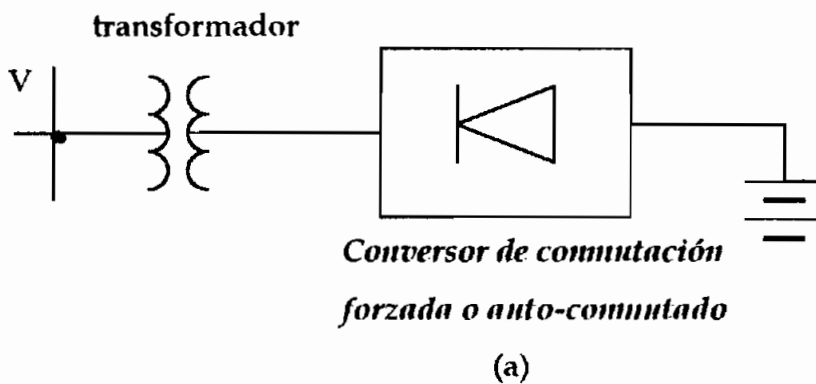 transformador
V
Conversor de conmutación
forzada o auto-conmutado
(a)